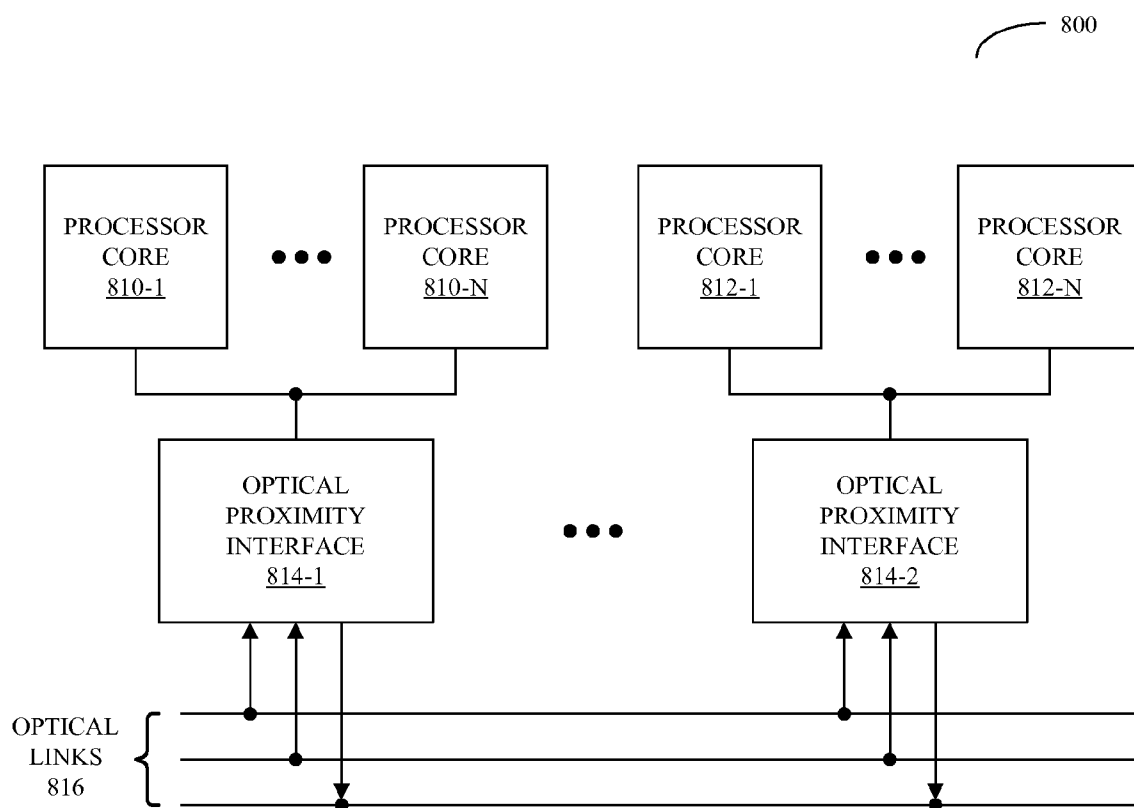 800
PROCESSOR
CORE
810-1
PROCESSOR
CORE
810-N
PROCESSOR
CORE
812-1
PROCESSOR
CORE
812-N
OPTICAL
PROXIMITY
INTERFACE
814-1
OPTICAL
PROXIMITY
INTERFACE
814-2
OPTICAL
LINKS
816